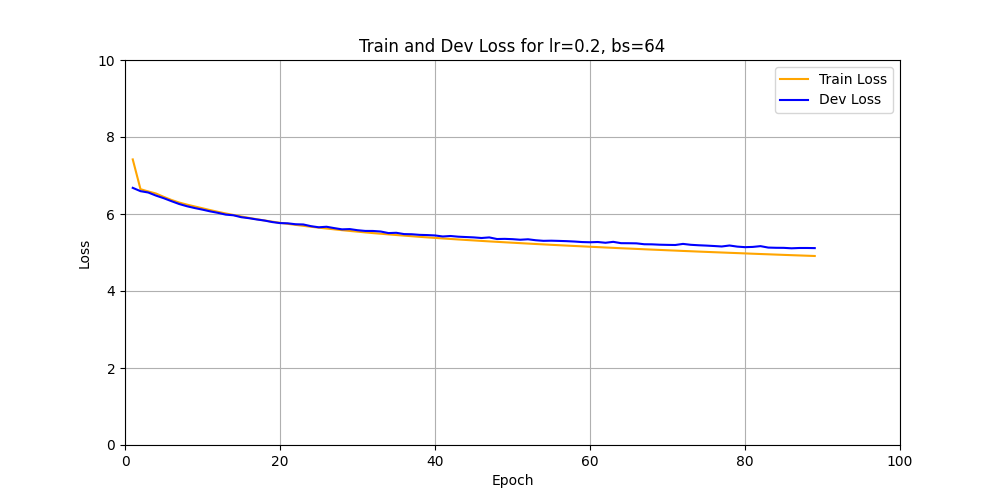 Train and Dev Loss for lr=0.2, bs=64
Train Loss
Dev Loss
Loss
10
8
6
4
2
0
0 20 40 60 80 100
Epoch